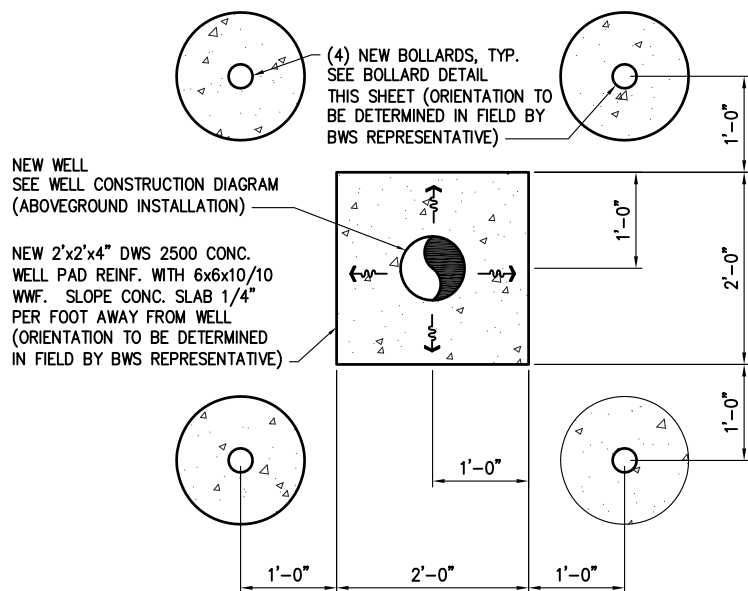 (4) NEW BOLLARDS, TYP.
SEE BOLLARD DETAIL
THIS SHEET (ORIENTATION TO
BE DETERMINED IN FIELD BY
BWS REPRESENTATIVE)
NEW WELL
SEE WELL CONSTRUCTION DIAGRAM
(ABOVEGROUND INSTALLATION)
NEW 2'x2'x4" DWS 2500 CONC.
WELL PAD REINF. WITH 6x6x10/10
WWF. SLOPE CONC. SLAB 1/4"
PER FOOT AWAY FROM WELL
(ORIENTATION TO BE DETERMINED
IN FIELD BY BWS REPRESENTATIVE)
1'-0"
1'-0"
2'-0"
1'-0"
1'-0"
1'-0"
2'-0"
1'-0"